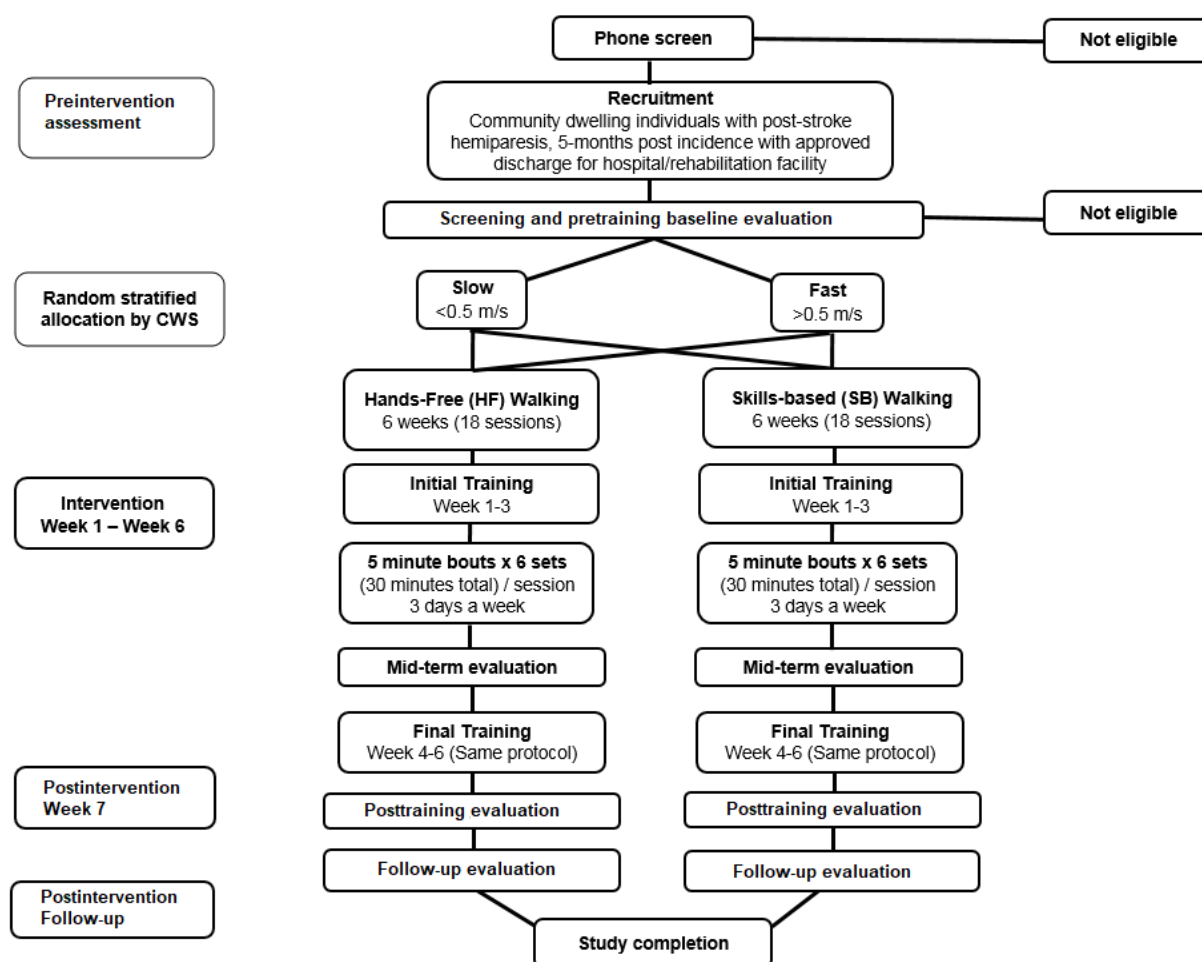 Phone screen
Not eligible
Preintervention
assessment
Recruitment
Community dwelling individuals with post-stroke
hemiparesis, 5-months post incidence with approved
discharge for hospital/rehabilitation facility
Screening and pretraining baseline evaluation
Not eligible
Random stratified
allocation by CWS
Slow
<0.5 m/s
Fast
>0.5 m/s
Hands-Free (HF) Walking
6 weeks (18 sessions)
Skills-based (SB) Walking
6 weeks (18 sessions)
Intervention
Week 1 – Week 6
Initial Training
Week 1-3
Initial Training
Week 1-3
5 minute bouts x 6 sets
(30 minutes total) / session
3 days a week
5 minute bouts x 6 sets
(30 minutes total) / session
3 days a week
Mid-term evaluation
Mid-term evaluation
Final Training
Week 4-6 (Same protocol)
Final Training
Week 4-6 (Same protocol)
Postintervention
Week 7
Posttraining evaluation
Posttraining evaluation
Follow-up evaluation
Follow-up evaluation
Postintervention
Follow-up
Study completion